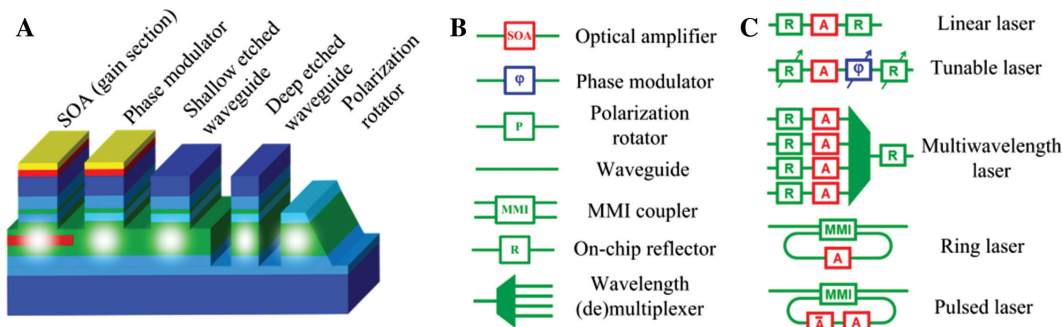 A
SOA (gain section)
Phase modulator
Shallow etched
waveguide
Deep etched
waveguide
Polarization
rotator
B
SOA
Optical amplifier
φ
Phase modulator
P
Polarization
rotator
Waveguide
MMI
MMI coupler
R
On-chip reflector
Wavelength
(de)multiplexer
C
R A R
Linear laser
R A φ R
Tunable laser
R A
R A
R A
R A
R
Multiwavelength
laser
MMI
A
Ring laser
MMI
Ā A
Pulsed laser